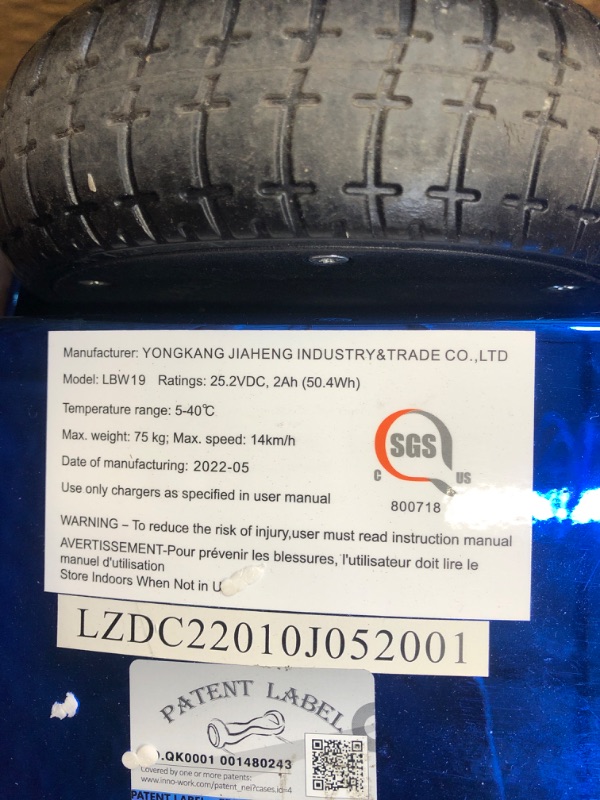 Manufacturer: YONGKANG JIAHENG INDUSTRY&TRADE CO.,LTD
Model: LBW19 Ratings: 25.2VDC, 2Ah (50.4Wh)
Temperature range: 5-40℃
Max. weight: 75 kg; Max. speed: 14km/h
Date of manufacturing: 2022-05
Use only chargers as specified in user manual
SGS
C US
800718
WARNING – To reduce the risk of injury,user must read instruction manual
AVERTISSEMENT-Pour prévenir les blessures, l'utilisateur doit lire le
manuel d'utilisation
Store Indoors When Not in
LZDC22010J052001
PATENT LABEL
.QK0001 001480243
Covered by one or more patents:
www.inno-work.com/patent_nei?cases.id=4
PATENT LABEL